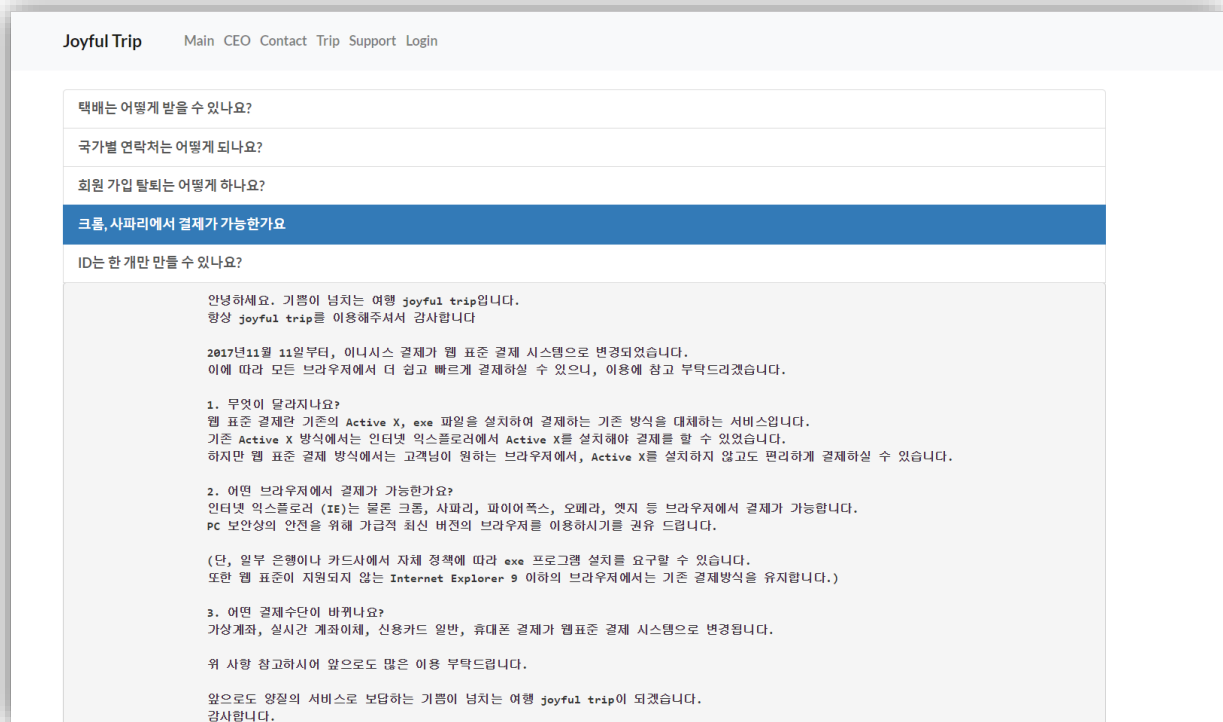 Joyful Trip Main CEO Contact Trip Support Login
택배는 어떻게 받을 수 있나요?
국가별 연락처는 어떻게 되나요?
회원 가입 탈퇴는 어떻게 하나요?
크롬, 사파리에서 결제가 가능한가요
ID는 한 개만 만들 수 있나요?
안녕하세요. 기쁨이 넘치는 여행 joyful trip입니다.
항상 joyful trip를 이용해주셔서 감사합니다
2017년11월 11일부터, 이니시스 결제가 웹 표준 결제 시스템으로 변경되었습니다.
이에 따라 모든 브라우저에서 더 쉽고 빠르게 결제하실 수 있으니, 이용에 참고 부탁드리겠습니다.
1. 무엇이 달라지나요?
웹 표준 결제란 기존의 Active X, exe 파일을 설치하여 결제하는 기존 방식을 대체하는 서비스입니다.
기존 Active X 방식에서는 인터넷 익스플로러에서 Active X를 설치해야 결제를 할 수 있었습니다.
하지만 웹 표준 결제 방식에서는 고객님이 원하는 브라우저에서, Active X를 설치하지 않고도 편리하게 결제하실 수 있습니다.
2. 어떤 브라우저에서 결제가 가능한가요?
인터넷 익스플로러 (IE)는 물론 크롬, 사파리, 파이어폭스, 오페라, 엣지 등 브라우저에서 결제가 가능합니다.
PC 보안상의 안전을 위해 가급적 최신 버전의 브라우저를 이용하시기를 권유 드립니다.
(단, 일부 은행이나 카드사에서 자체 정책에 따라 exe 프로그램 설치를 요구할 수 있습니다.
또한 웹 표준이 지원되지 않는 Internet Explorer 9 이하의 브라우저에서는 기존 결제방식을 유지합니다.)
3. 어떤 결제수단이 바뀌나요?
가상계좌, 실시간 계좌이체, 신용카드 일반, 휴대폰 결제가 웹표준 결제 시스템으로 변경됩니다.
위 사항 참고하시어 앞으로도 많은 이용 부탁드립니다.
앞으로도 양질의 서비스로 보답하는 기쁨이 넘치는 여행 joyful trip이 되겠습니다.
감사합니다.